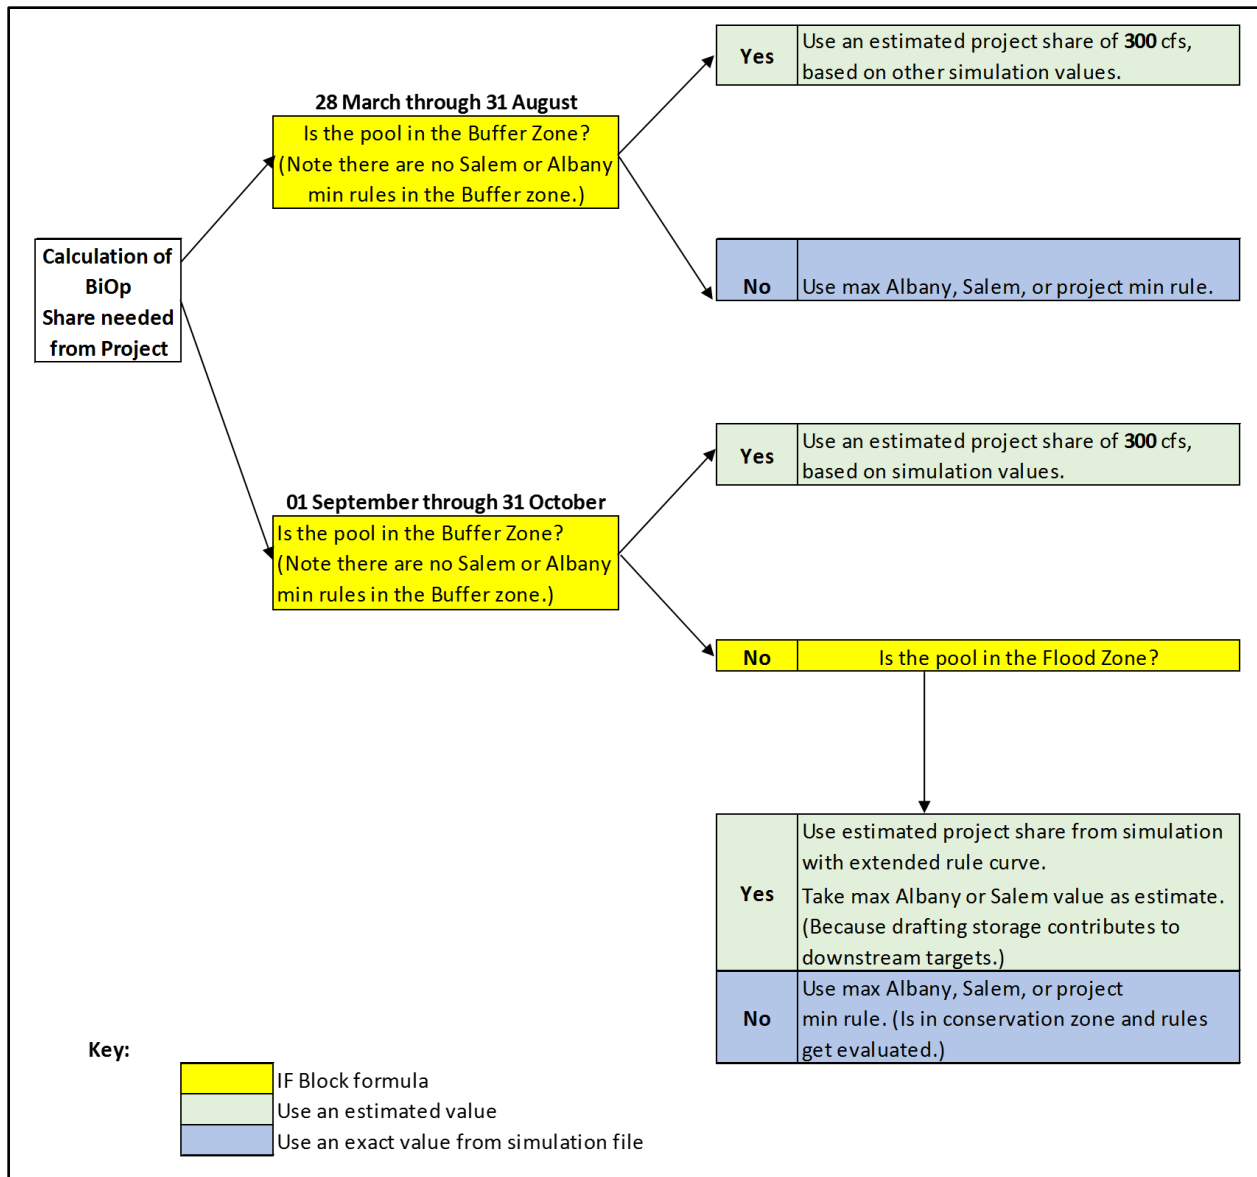 Calculation of
BiOp
Share needed
from Project
28 March through 31 August
Is the pool in the Buffer Zone?
(Note there are no Salem or Albany
min rules in the Buffer zone.)
Yes
Use an estimated project share of 300 cfs,
based on other simulation values.
No
Use max Albany, Salem, or project min rule.
01 September through 31 October
Is the pool in the Buffer Zone?
(Note there are no Salem or Albany
min rules in the Buffer zone.)
Yes
Use an estimated project share of 300 cfs,
based on simulation values.
No
Is the pool in the Flood Zone?
Yes
Use estimated project share from simulation
with extended rule curve.
Take max Albany or Salem value as estimate.
(Because drafting storage contributes to
downstream targets.)
No
Use max Albany, Salem, or project
min rule. (Is in conservation zone and rules
get evaluated.)
Key:
IF Block formula
Use an estimated value
Use an exact value from simulation file